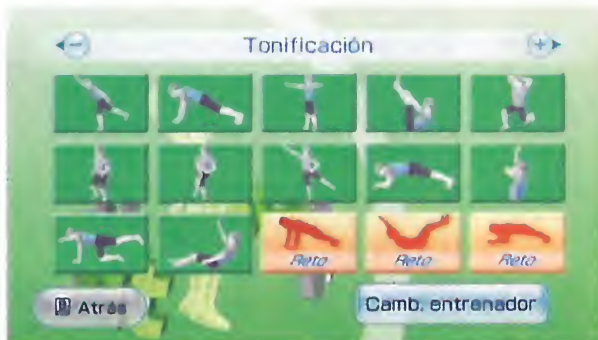 Tonificación
Reto Reto Reto
Atrás
Camb. entrenador